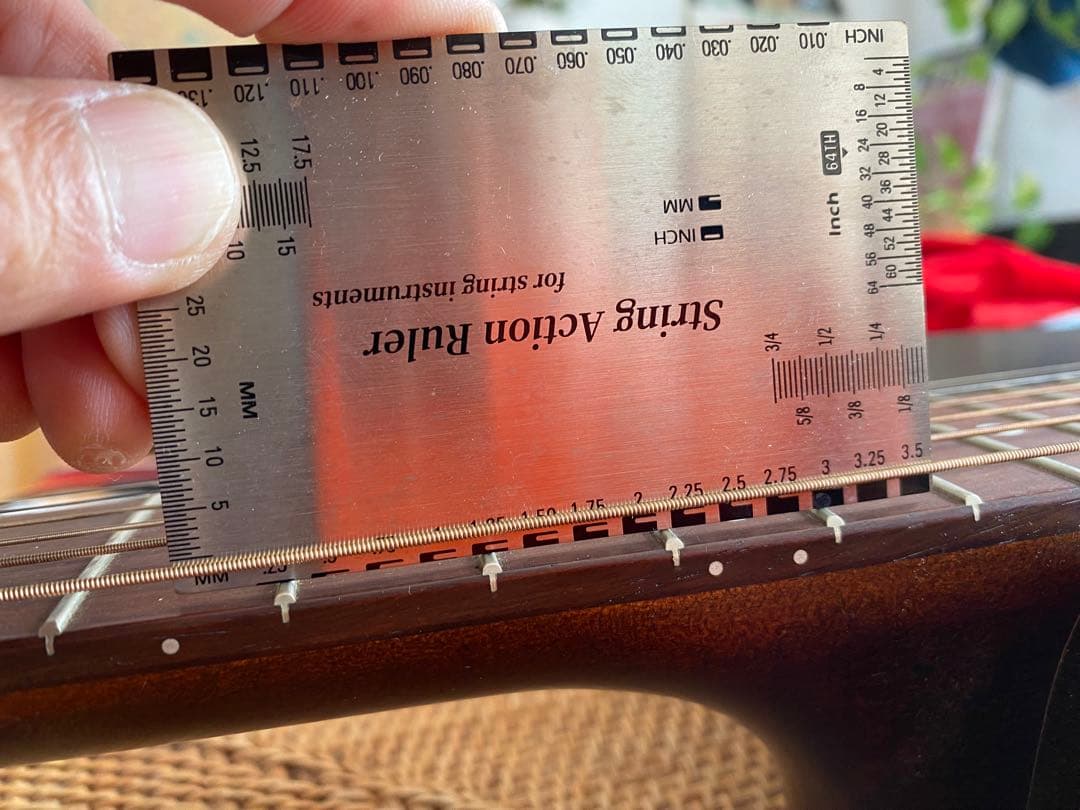 INCH
.010 .020 .030 .040 .050 .060 .070 .080 .090 .100 .110 .120
4 8 12 16 20 24 28 32 36 40 44 48 52 56 60 64
Inch 64TH
12.5 17.5
10 15
MM
INCH
String Action Ruler
for string instruments
25 20 15 10 5
MM
3/4 1/2 1/4
5/8 3/8 1/8
MM 2 2.25 2.5 2.75 3 3.25 3.5